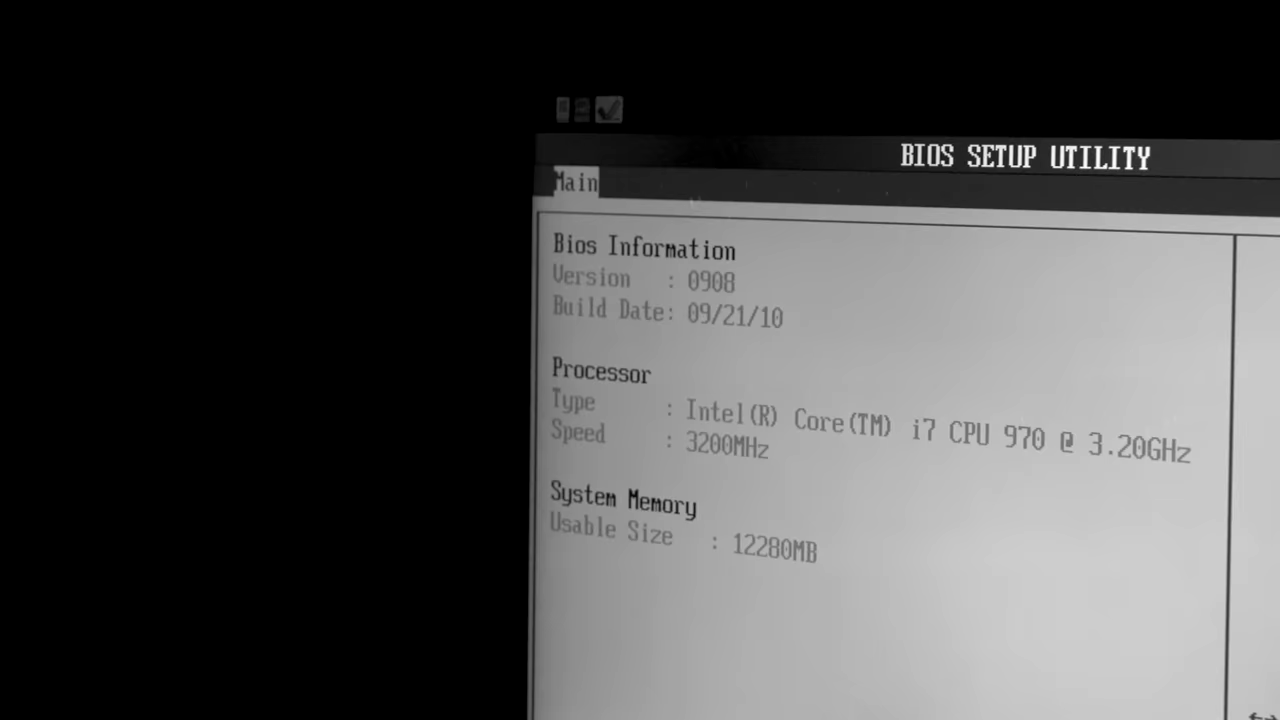 BIOS SETUP UTILITY
Main
Bios Information
Version : 0908
Build Date: 09/21/10
Processor
Type : Intel(R) Core(TM) i7 CPU 970 @ 3.20GHz
Speed : 3200MHz
System Memory
Usable Size : 12280MB